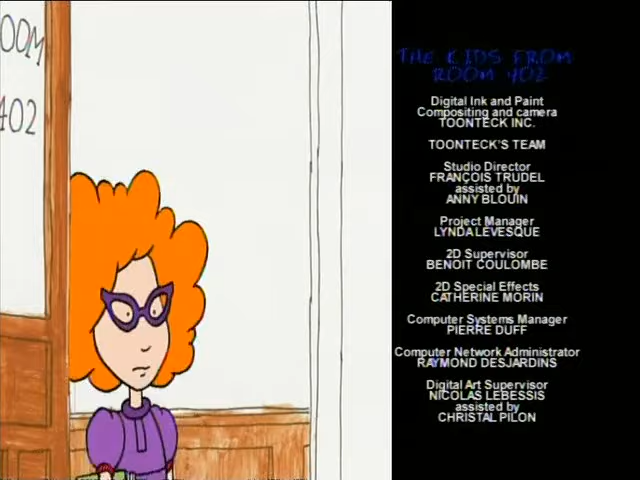 ROOM
402
THE KIDS FROM
ROOM 402
Digital Ink and Paint
Compositing and camera
TOONTECK INC.
TOONTECK'S TEAM
Studio Director
FRANÇOIS TRUDEL
assisted by
ANNY BLOUIN
Project Manager
LYNDA LEVESQUE
2D Supervisor
BENOIT COULOMBE
2D Special Effects
CATHERINE MORIN
Computer Systems Manager
PIERRE DUFF
Computer Network Administrator
RAYMOND DESJARDINS
Digital Art Supervisor
NICOLAS LEBESSIS
assisted by
CHRISTAL PILON